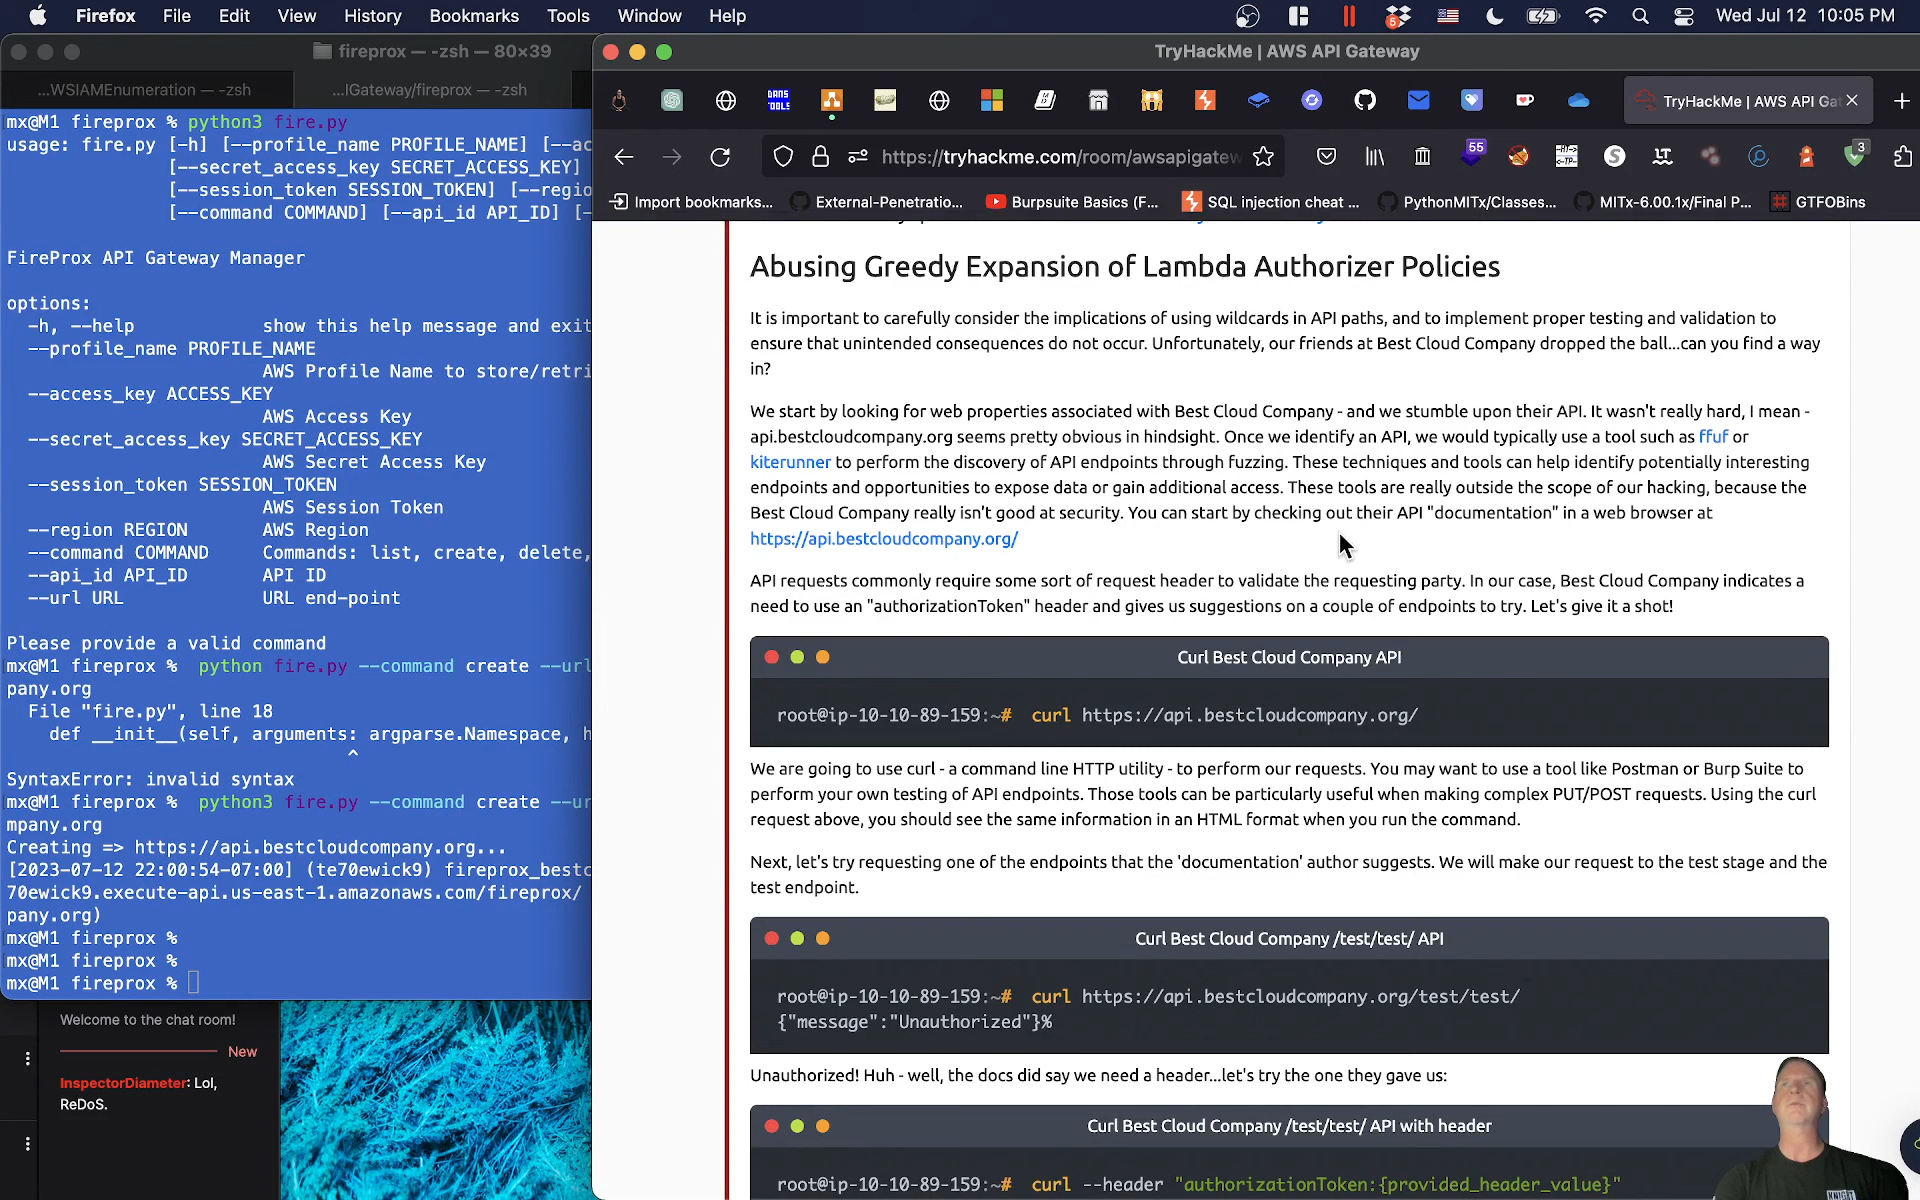 Firefox File Edit View History Bookmarks Tools Window Help
5
Wed Jul 12 10:05 PM
fireprox — -zsh — 80×39
...WSIAMEnumeration — -zsh
...IGateway/fireprox — -zsh
mx@M1 fireprox % python3 fire.py
usage: fire.py [-h] [--profile_name PROFILE_NAME] [--ac
[--secret_access_key SECRET_ACCESS_KEY]
[--session_token SESSION_TOKEN] [--regio
[--command COMMAND] [--api_id API_ID] [-
FireProx API Gateway Manager
options:
-h, --help show this help message and exit
--profile_name PROFILE_NAME
AWS Profile Name to store/retri
--access_key ACCESS_KEY
AWS Access Key
--secret_access_key SECRET_ACCESS_KEY
AWS Secret Access Key
--session_token SESSION_TOKEN
AWS Session Token
--region REGION AWS Region
--command COMMAND Commands: list, create, delete,
--api_id API_ID API ID
--url URL URL end-point
Please provide a valid command
mx@M1 fireprox % python fire.py --command create --url
pany.org
File "fire.py", line 18
def __init__(self, arguments: argparse.Namespace, h
^
SyntaxError: invalid syntax
mx@M1 fireprox % python3 fire.py --command create --ur
mpany.org
Creating => https://api.bestcloudcompany.org...
[2023-07-12 22:00:54-07:00] (te70ewick9) fireprox_bestc
70ewick9.execute-api.us-east-1.amazonaws.com/fireprox/
pany.org)
mx@M1 fireprox %
mx@M1 fireprox %
mx@M1 fireprox %
Welcome to the chat room!
New
InspectorDiameter: Lol,
ReDoS.
TryHackMe | AWS API Gateway
DANS TOOLS
TryHackMe | AWS API Gat
https://tryhackme.com/room/awsapigatew
55
3
Import bookmarks... External-Penetratio... Burpsuite Basics (F... SQL injection cheat ... PythonMITx/Classes... MITx-6.00.1x/Final P... GTFOBins
Abusing Greedy Expansion of Lambda Authorizer Policies
It is important to carefully consider the implications of using wildcards in API paths, and to implement proper testing and validation to
ensure that unintended consequences do not occur. Unfortunately, our friends at Best Cloud Company dropped the ball...can you find a way
in?
We start by looking for web properties associated with Best Cloud Company - and we stumble upon their API. It wasn't really hard, I mean -
api.bestcloudcompany.org seems pretty obvious in hindsight. Once we identify an API, we would typically use a tool such as ffuf or
kiterunner to perform the discovery of API endpoints through fuzzing. These techniques and tools can help identify potentially interesting
endpoints and opportunities to expose data or gain additional access. These tools are really outside the scope of our hacking, because the
Best Cloud Company really isn't good at security. You can start by checking out their API "documentation" in a web browser at
https://api.bestcloudcompany.org/
API requests commonly require some sort of request header to validate the requesting party. In our case, Best Cloud Company indicates a
need to use an "authorizationToken" header and gives us suggestions on a couple of endpoints to try. Let's give it a shot!
Curl Best Cloud Company API
root@ip-10-10-89-159:~# curl https://api.bestcloudcompany.org/
We are going to use curl - a command line HTTP utility - to perform our requests. You may want to use a tool like Postman or Burp Suite to
perform your own testing of API endpoints. Those tools can be particularly useful when making complex PUT/POST requests. Using the curl
request above, you should see the same information in an HTML format when you run the command.
Next, let's try requesting one of the endpoints that the 'documentation' author suggests. We will make our request to the test stage and the
test endpoint.
Curl Best Cloud Company /test/test/ API
root@ip-10-10-89-159:~# curl https://api.bestcloudcompany.org/test/test/
{"message":"Unauthorized"}%
Unauthorized! Huh - well, the docs did say we need a header...let's try the one they gave us:
Curl Best Cloud Company /test/test/ API with header
root@ip-10-10-89-159:~# curl --header "authorizationToken:{provided_header_value}"